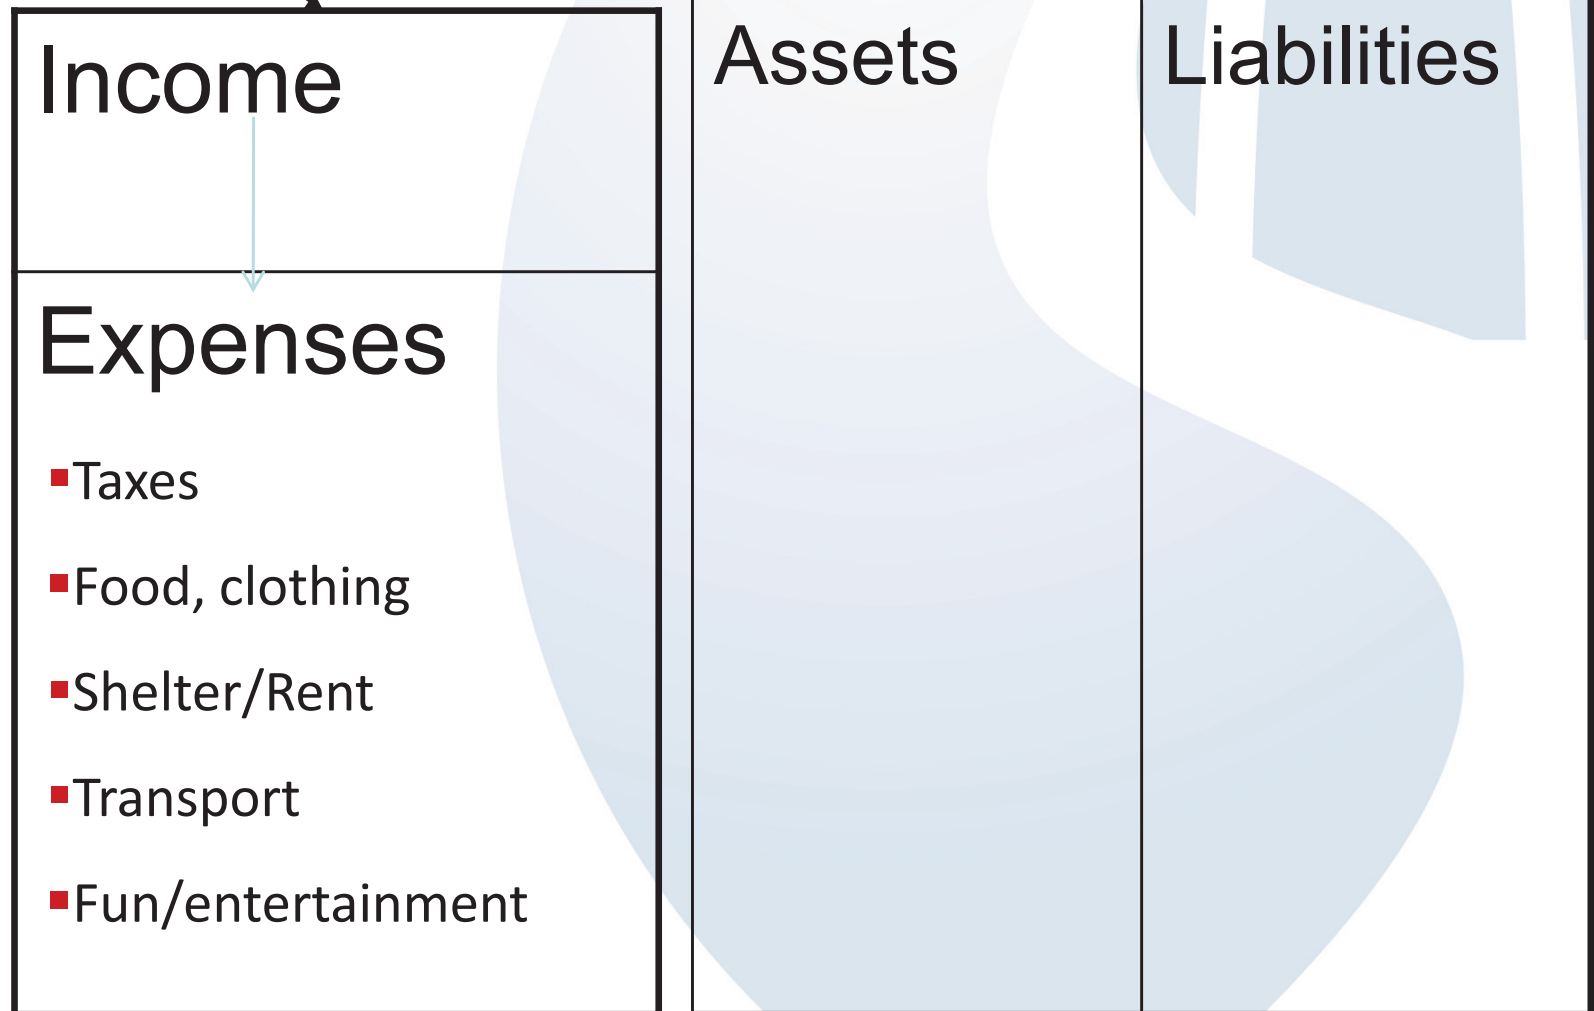 Income
Expenses
▪Taxes
▪Food, clothing
▪Shelter/Rent
▪Transport
▪Fun/entertainment
Assets
Liabilities